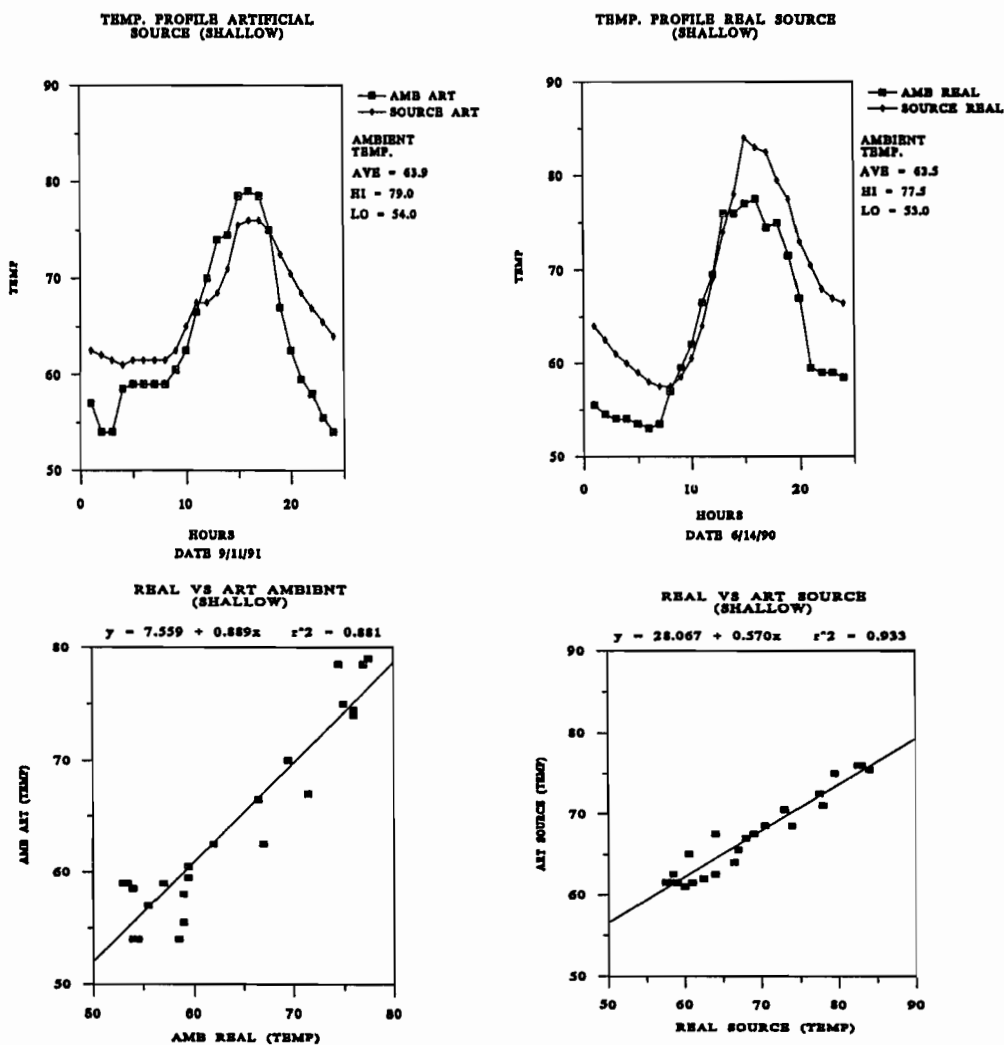 TEMP. PROFILE ARTIFICIAL
SOURCE (SHALLOW)
90
80
70
60
50
TEMP
0
10
20
HOURS
DATE 9/11/91
AMB ART
SOURCE ART
AMBIENT
TEMP.
AVE = 63.9
HI = 79.0
LO = 54.0
TEMP. PROFILE REAL SOURCE
(SHALLOW)
90
80
70
60
50
TEMP
0
10
20
HOURS
DATE 6/14/90
AMB REAL
SOURCE REAL
AMBIENT
TEMP.
AVE = 63.5
HI = 77.5
LO = 53.0
REAL VS ART AMBIENT
(SHALLOW)
y = 7.559 + 0.889x r^2 = 0.881
80
70
60
50
AMB ART (TEMP)
50
60
70
80
AMB REAL (TEMP)
REAL VS ART SOURCE
(SHALLOW)
y = 28.067 + 0.570x r^2 = 0.933
90
80
70
60
50
ART SOURCE (TEMP)
50
60
70
80
90
REAL SOURCE (TEMP)